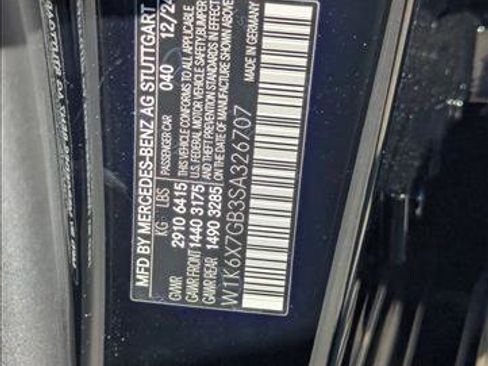 MFD BY MERCEDES-BENZ AG STUTTGART
PASSENGER CAR 040 12/24
KG LBS
GVWR 2910 6415
GAWR FRONT 1440 3175
GAWR REAR 1490 3285
THIS VEHICLE CONFORMS TO ALL APPLICABLE
U.S. FEDERAL MOTOR VEHICLE SAFETY, BUMPER
AND THEFT PREVENTION STANDARDS IN EFFECT
ON THE DATE OF MANUFACTURE SHOWN ABOVE
MADE IN GERMANY
W1K6X7GB3SA326707